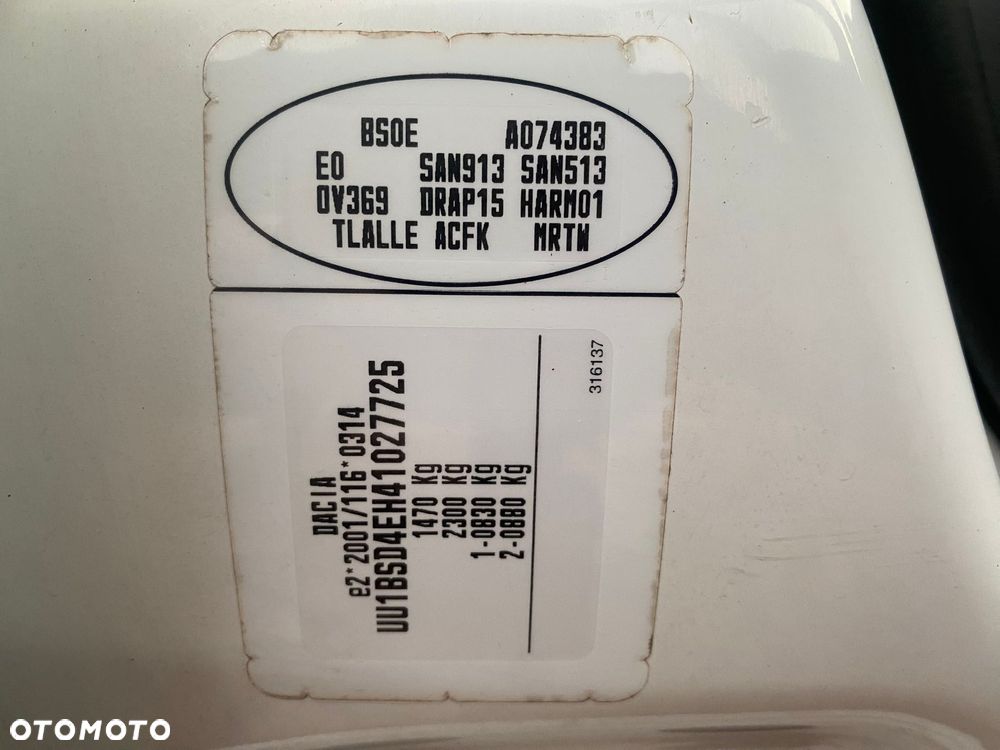 BS0E A074383
E0 SAN913 SAN513
DV369 DRAP15 HARM01
TLALLE ACFK MRTW
DACIA
e2*2001/116*0314
UU1BSD4EH41027725
1470 Kg
2300 Kg
1-0830 Kg
2-0880 Kg
316137
OTOMOTO